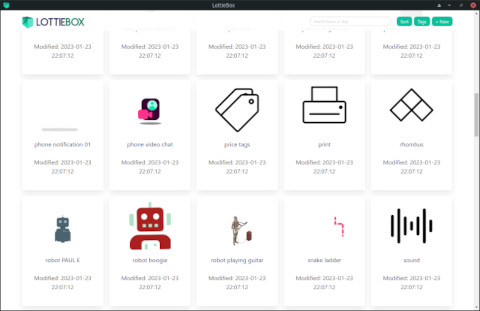 LottieBox
LOTTIEBOX
Sort
Tags
+ New
Modified: 2023-01-23
22:07:12
Modified: 2023-01-23
22:07:12
Modified: 2023-01-23
22:07:12
Modified: 2023-01-23
22:07:12
Modified: 2023-01-23
22:07:12
phone notification 01
phone video chat
price tags
print
rhombus
Modified: 2023-01-23
22:07:12
Modified: 2023-01-23
22:07:12
Modified: 2023-01-23
22:07:12
Modified: 2023-01-23
22:07:12
Modified: 2023-01-23
22:07:12
robot PAUL E
robot boogie
robot playing guitar
snake ladder
sound
Modified: 2023-01-23
22:07:12
Modified: 2023-01-23
22:07:12
Modified: 2023-01-23
22:07:12
Modified: 2023-01-23
22:07:12
Modified: 2023-01-23
22:07:12